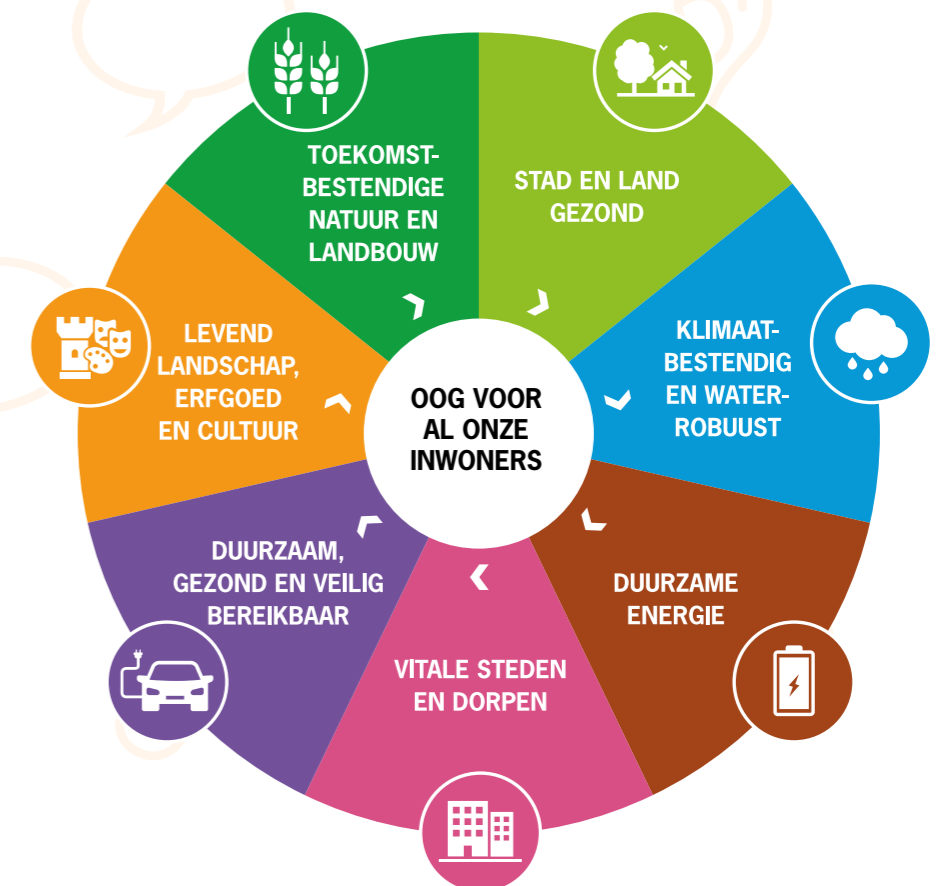 TOEKOMST-
BESTENDIGE
NATUUR EN
LANDBOUW
STAD EN LAND
GEZOND
KLIMAAT-
BESTENDIG
EN WATER-
ROBUUST
DUURZAME
ENERGIE
VITALE STEDEN
EN DORPEN
DUURZAAM,
GEZOND EN VEILIG
BEREIKBAAR
LEVEND
LANDSCHAP,
ERFGOED
EN CULTUUR
OOG VOOR
AL ONZE
INWONERS